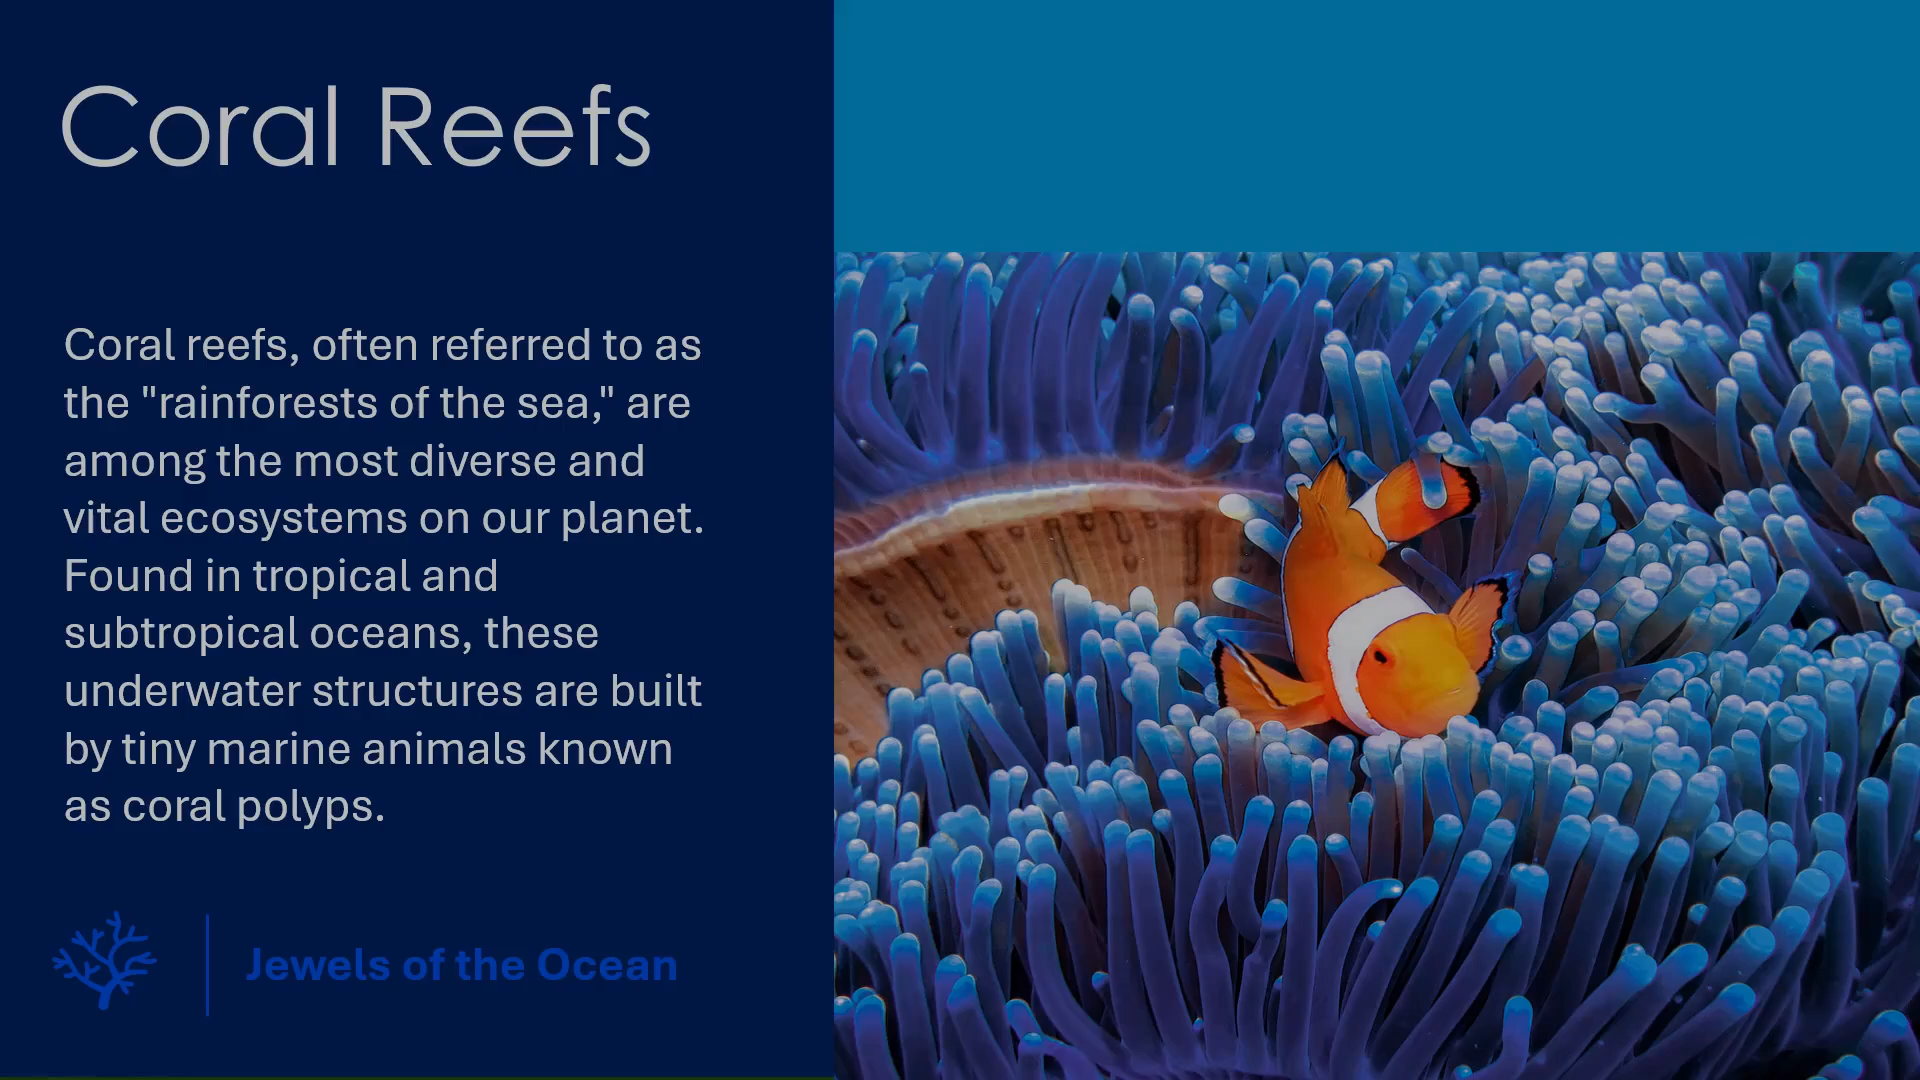 Coral Reefs
Coral reefs, often referred to as
the "rainforests of the sea," are
among the most diverse and
vital ecosystems on our planet.
Found in tropical and
subtropical oceans, these
underwater structures are built
by tiny marine animals known
as coral polyps.
Jewels of the Ocean